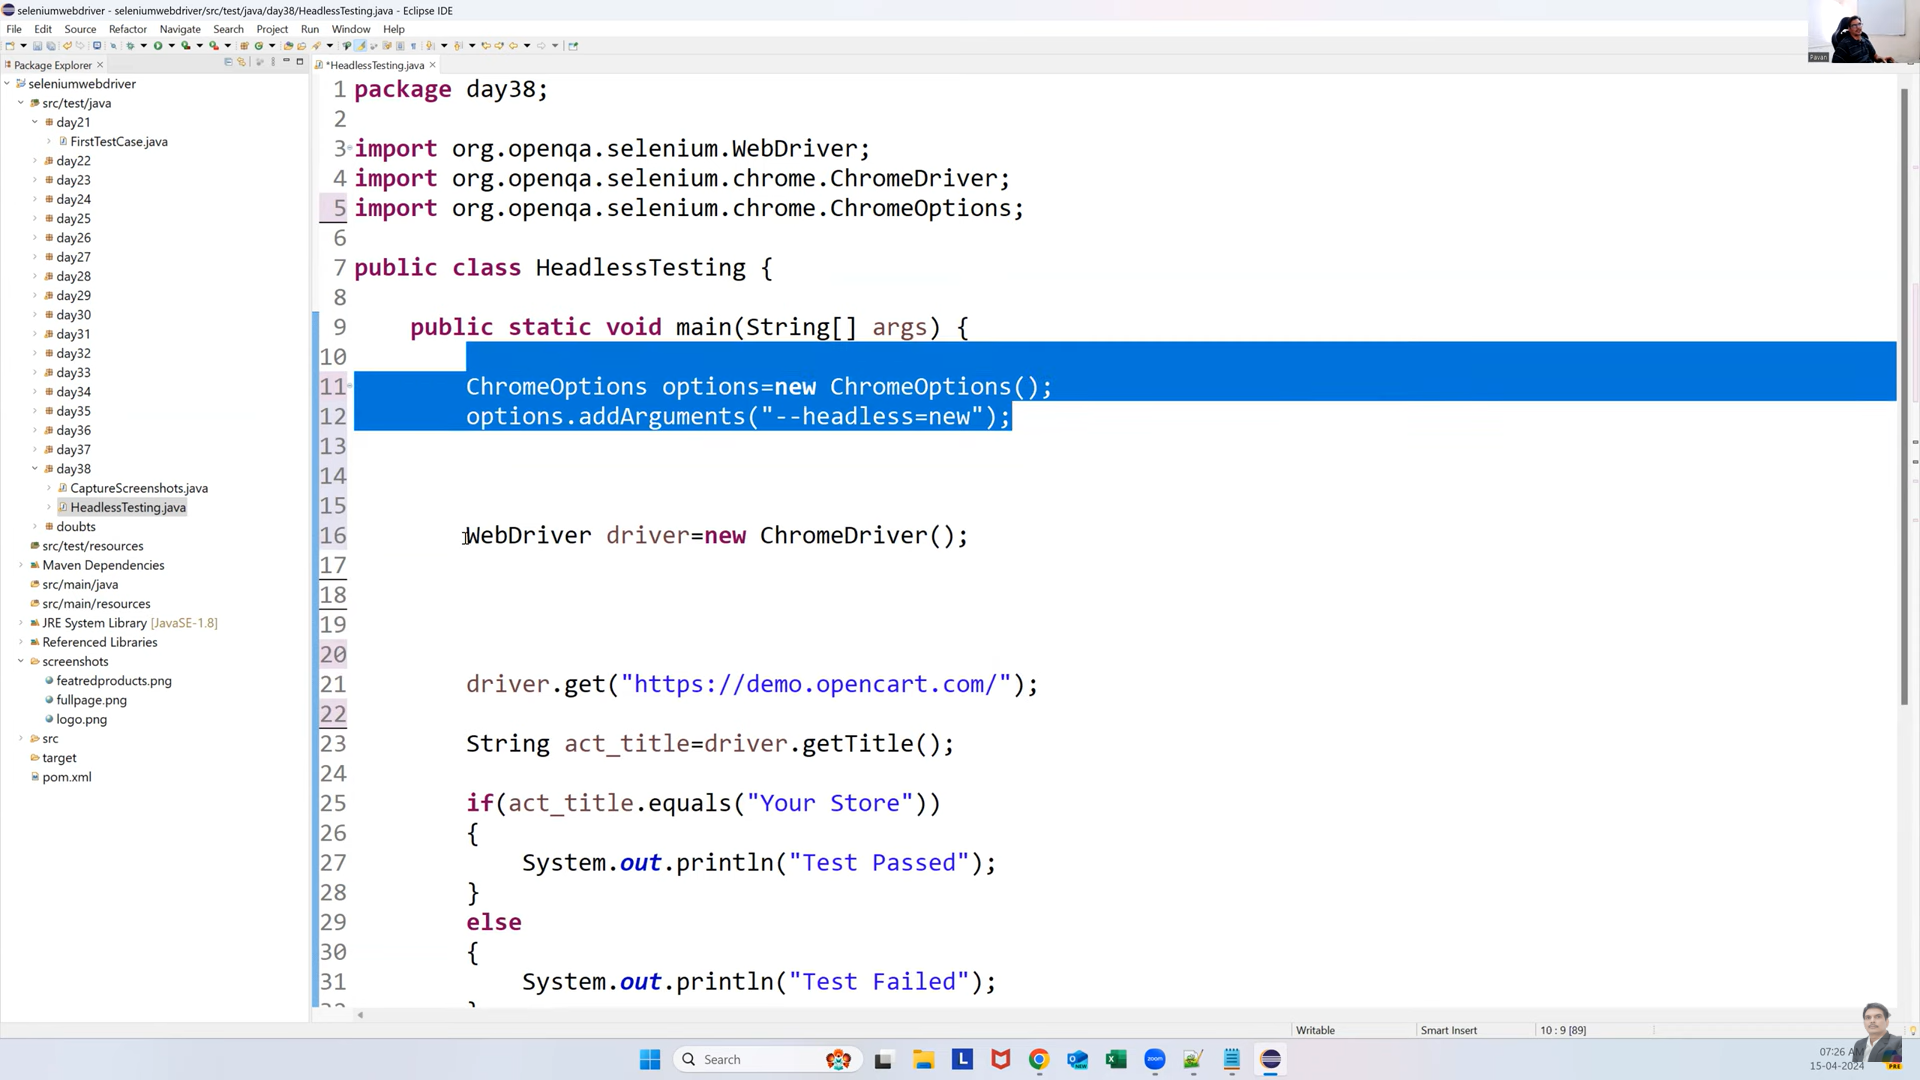 seleniumwebdriver - seleniumwebdriver/src/test/java/day38/HeadlessTesting.java - Eclipse IDE
File Edit Source Refactor Navigate Search Project Run Window Help
Package Explorer
*HeadlessTesting.java
Pavan
seleniumwebdriver
src/test/java
day21
FirstTestCase.java
day22
day23
day24
day25
day26
day27
day28
day29
day30
day31
day32
day33
day34
day35
day36
day37
day38
CaptureScreenshots.java
HeadlessTesting.java
doubts
src/test/resources
Maven Dependencies
src/main/java
src/main/resources
JRE System Library [JavaSE-1.8]
Referenced Libraries
screenshots
featredproducts.png
fullpage.png
logo.png
src
target
pom.xml
1 package day38;
2
3 import org.openqa.selenium.WebDriver;
4 import org.openqa.selenium.chrome.ChromeDriver;
5 import org.openqa.selenium.chrome.ChromeOptions;
6
7 public class HeadlessTesting {
8
9 public static void main(String[] args) {
10
11 ChromeOptions options=new ChromeOptions();
12 options.addArguments("--headless=new");
13
14
15
16 WebDriver driver=new ChromeDriver();
17
18
19
20
21 driver.get("https://demo.opencart.com/");
22
23 String act_title=driver.getTitle();
24
25 if(act_title.equals("Your Store"))
26 {
27 System.out.println("Test Passed");
28 }
29 else
30 {
31 System.out.println("Test Failed");
Writable Smart Insert 10 : 9 [89]
Search
07:26
15-04-2024
PRE